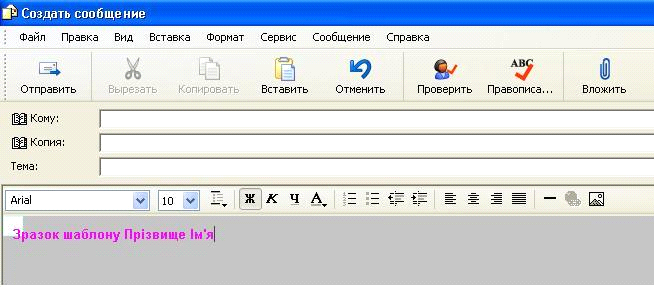 Создать сообщение
Файл Правка Вид Вставка Формат Сервис Сообщение Справка
ABC
Отправить Вырезать Копировать Вставить Отменить Проверить Правописа... Вложить
Кому:
Копия:
Тема:
Arial 10 Ж К Ч А
Зразок шаблону Прізвище Ім'я